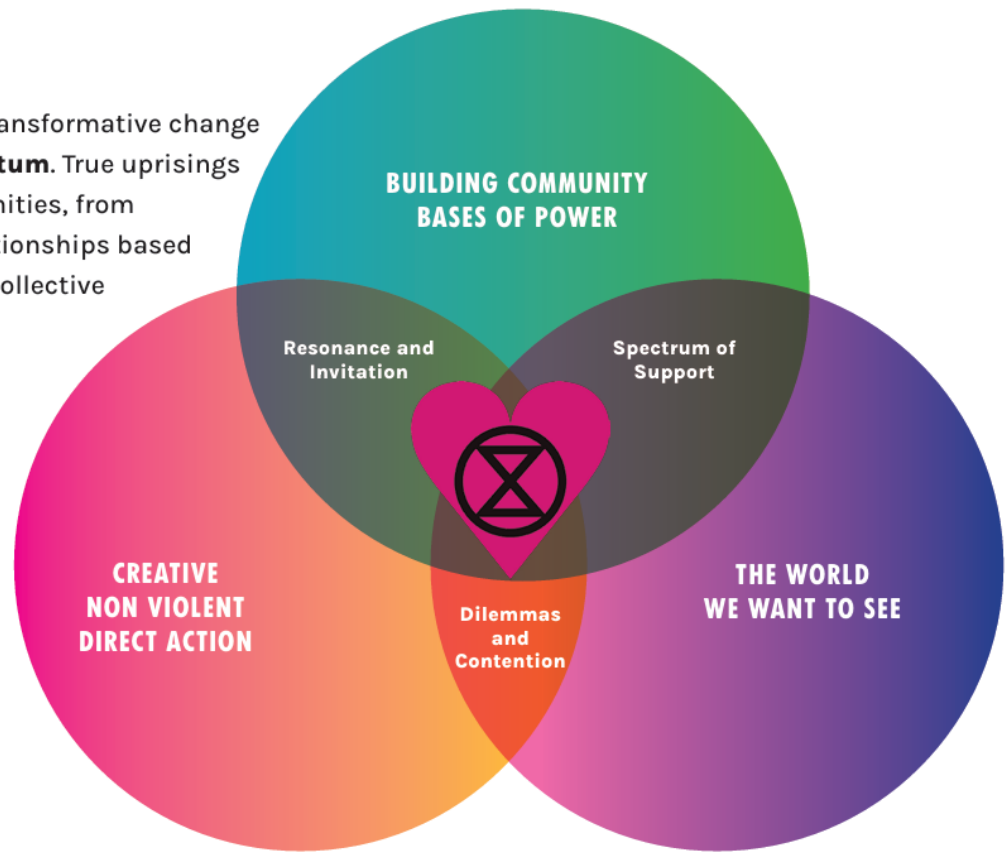 ansformative change
tum. True uprisings
nities, from
tionships based
ollective
BUILDING COMMUNITY
BASES OF POWER
Resonance and
Invitation
Spectrum of
Support
CREATIVE
NON VIOLENT
DIRECT ACTION
THE WORLD
WE WANT TO SEE
Dilemmas
and
Contention